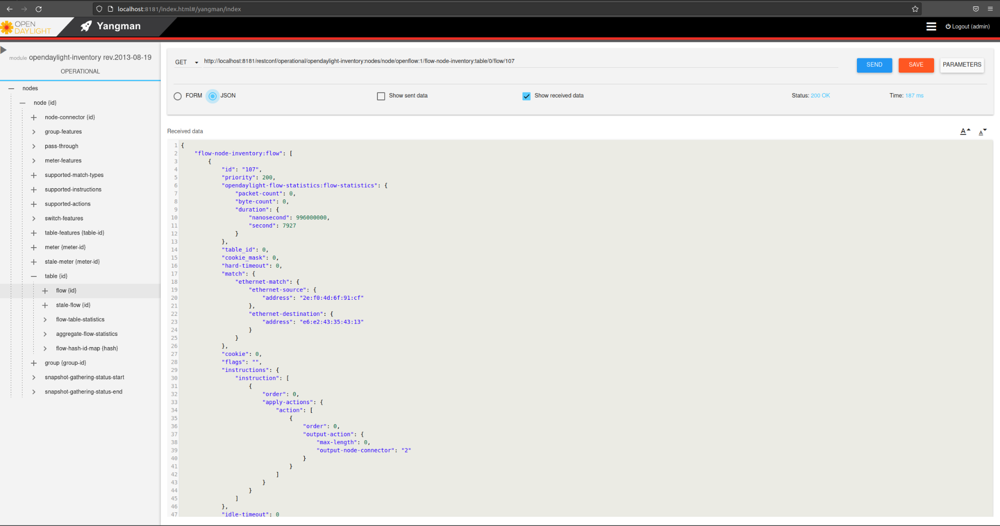 localhost:8181/index.html#/yangman/index
OPEN
DAYLIGHT
Yangman
Logout (admin)
module opendaylight-inventory rev.2013-08-19
OPERATIONAL
nodes
node {id}
node-connector {id}
group-features
pass-through
meter-features
supported-match-types
supported-instructions
supported-actions
switch-features
table-features {table-id}
meter {meter-id}
stale-meter {meter-id}
table {id}
flow {id}
stale-flow {id}
flow-table-statistics
aggregate-flow-statistics
flow-hash-id-map {hash}
group {group-id}
snapshot-gathering-status-start
snapshot-gathering-status-end
GET http://localhost:8181/restconf/operational/opendaylight-inventory:nodes/node/openflow:1/flow-node-inventory:table/0/flow/107
SEND SAVE PARAMETERS
FORM JSON Show sent data Show received data Status: 200 OK Time: 187 ms
Received data A A
1 {
2 "flow-node-inventory:flow": [
3 {
4 "id": "107",
5 "priority": 200,
6 "opendaylight-flow-statistics:flow-statistics": {
7 "packet-count": 0,
8 "byte-count": 0,
9 "duration": {
10 "nanosecond": 996000000,
11 "second": 7927
12 }
13 },
14 "table_id": 0,
15 "cookie_mask": 0,
16 "hard-timeout": 0,
17 "match": {
18 "ethernet-match": {
19 "ethernet-source": {
20 "address": "2e:f0:4d:6f:91:cf"
21 },
22 "ethernet-destination": {
23 "address": "e6:e2:43:35:43:13"
24 }
25 }
26 },
27 "cookie": 0,
28 "flags": "",
29 "instructions": {
30 "instruction": [
31 {
32 "order": 0,
33 "apply-actions": {
34 "action": [
35 {
36 "order": 0,
37 "output-action": {
38 "max-length": 0,
39 "output-node-connector": "2"
40 }
41 }
42 ]
43 }
44 }
45 ]
46 },
47 "idle-timeout": 0